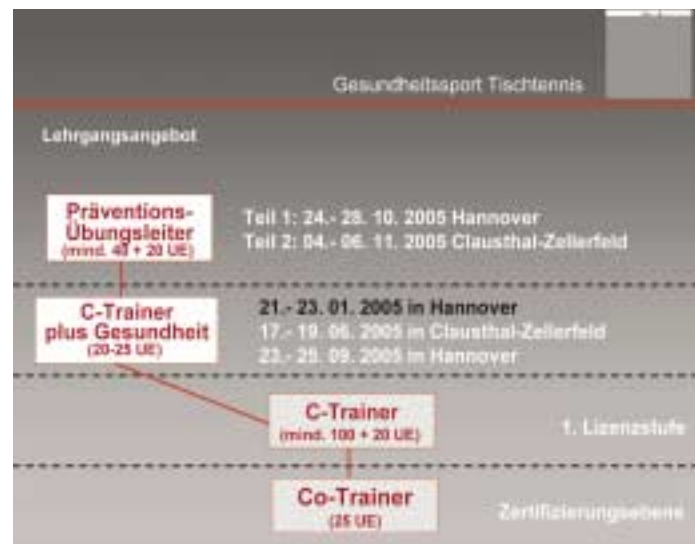 Gesundheitssport Tischtennis
Lehrgangsangebot
Präventions-
Übungsleiter
(mind. 40 + 20 UE)
Teil 1: 24.- 28. 10. 2005 Hannover
Teil 2: 04.- 06. 11. 2005 Clausthal-Zellerfeld
C-Trainer
plus Gesundheit
(20-25 UE)
21.- 23. 01. 2005 in Hannover
17.- 19. 06. 2005 in Clausthal-Zellerfeld
23.- 25. 09. 2005 in Hannover
C-Trainer
(mind. 100 + 20 UE)
1. Lizenzstufe
Co-Trainer
(25 UE)
Zertifizierungsebene